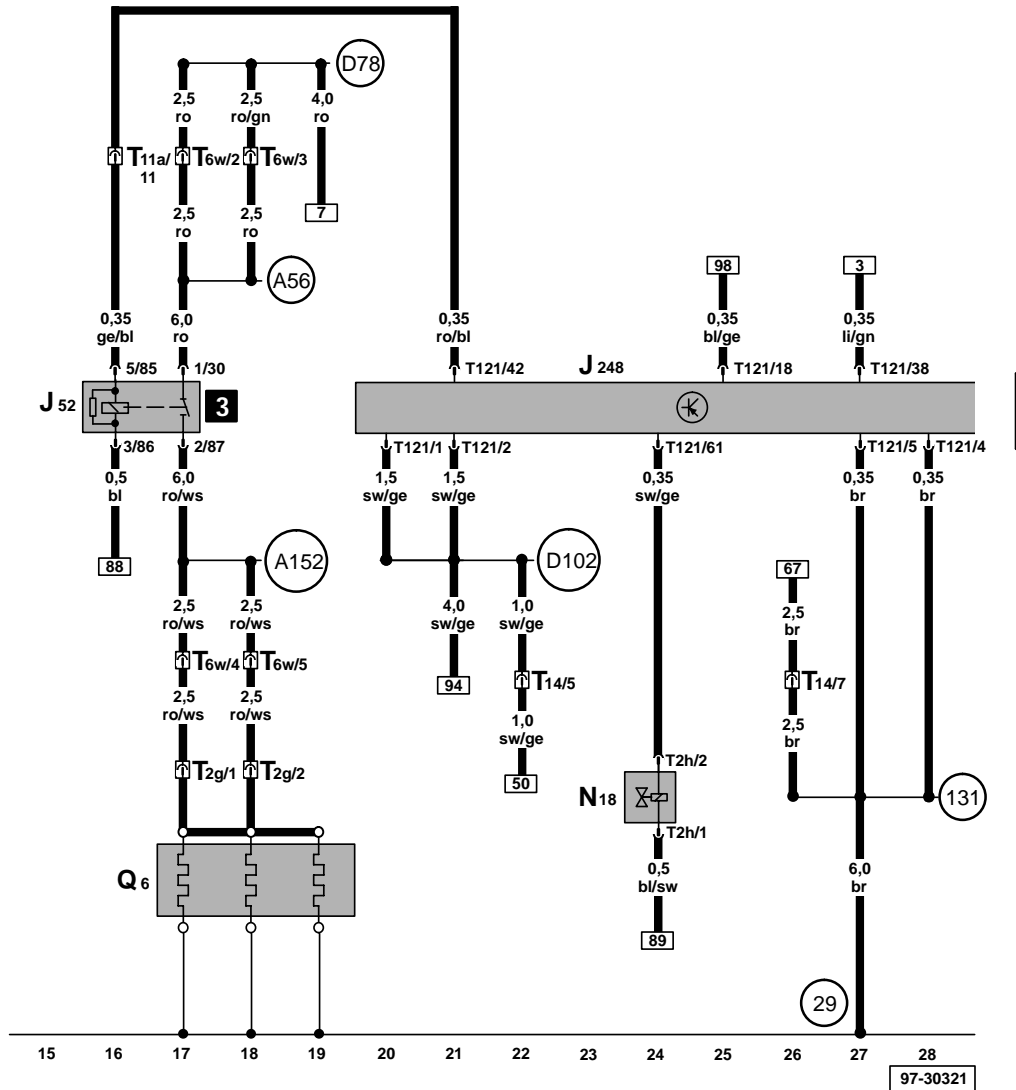 D78
2,5 2,5 4,0
ro ro/gn ro
T11a/11 T6w/2 T6w/3
7
2,5 2,5
ro ro
98 3
A56
0,35 6,0 0,35 0,35 0,35
ge/bl ro ro/bl bl/ge li/gn
5/85 1/30 T121/42 J 248 T121/18 T121/38
J 52 3
3/86 2/87 T121/1 T121/2 T121/61 T121/5 T121/4
0,5 6,0 1,5 1,5 0,35 0,35 0,35
bl ro/ws sw/ge sw/ge sw/ge br br
88 A152 D102 67
2,5 2,5 4,0 1,0 2,5
ro/ws ro/ws sw/ge sw/ge br
T6w/4 T6w/5 94 T14/5 T14/7
2,5 2,5 1,0 2,5
ro/ws ro/ws sw/ge br
T2g/1 T2g/2 50 T2h/2
N18 131
T2h/1
Q 6 0,5 6,0
bl/sw br
89
29
15 16 17 18 19 20 21 22 23 24 25 26 27 28
97-30321